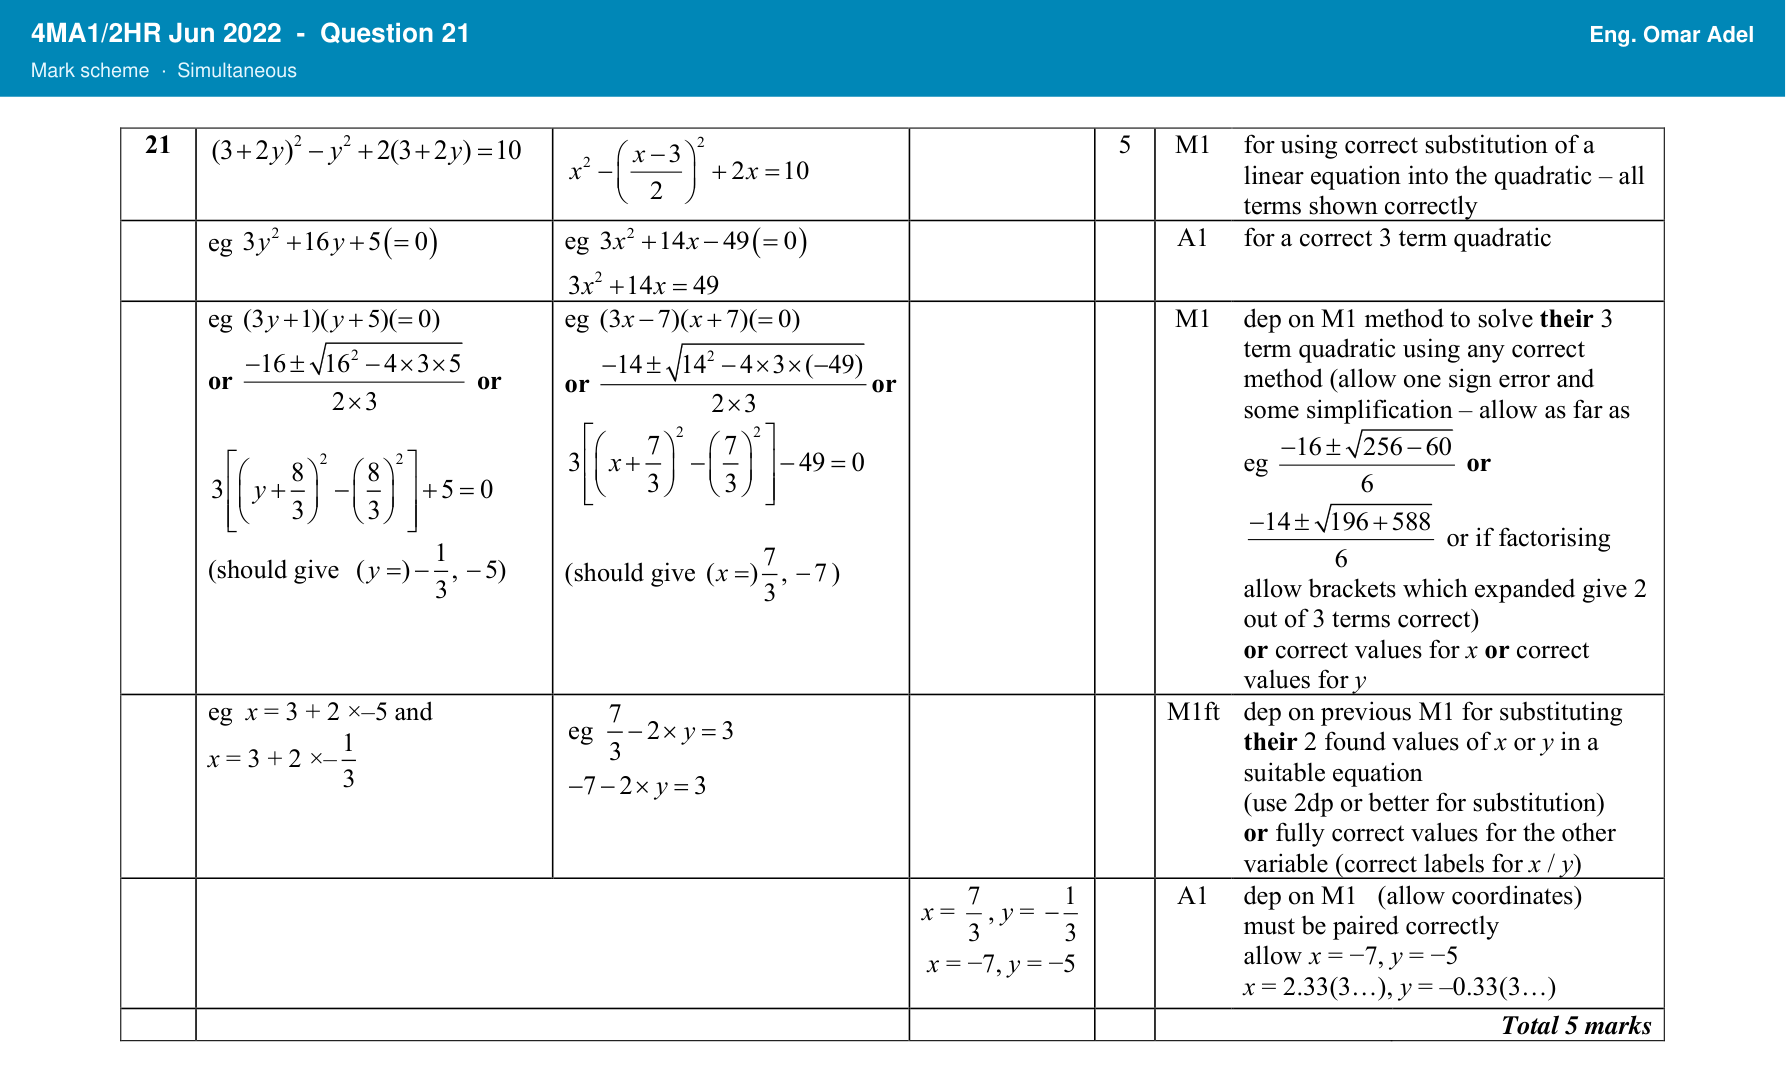 4MA1/2HR Jun 2022 - Question 21
Eng. Omar Adel
Mark scheme · Simultaneous
21
(3+2y)² − y² + 2(3+2y) = 10
x² − ((x−3)/2)² + 2x = 10
5
M1
for using correct substitution of a
linear equation into the quadratic – all
terms shown correctly
eg 3y² +16y+5(= 0)
eg 3x² +14x−49(= 0)
3x² +14x = 49
A1
for a correct 3 term quadratic
eg (3y+1)(y+5)(= 0)
or (−16 ± √(16² − 4×3×5))/(2×3) or
3[(y+8/3)² − (8/3)²] + 5 = 0
(should give (y =) −1/3, −5)
eg (3x−7)(x+7)(= 0)
or (−14 ± √(14² − 4×3×(−49)))/(2×3) or
3[(x+7/3)² − (7/3)²] − 49 = 0
(should give (x =) 7/3, −7)
M1
dep on M1 method to solve their 3
term quadratic using any correct
method (allow one sign error and
some simplification – allow as far as
eg (−16 ± √(256 − 60))/6 or
(−14 ± √(196 + 588))/6 or if factorising
allow brackets which expanded give 2
out of 3 terms correct)
or correct values for x or correct
values for y
eg x = 3 + 2 ×–5 and
x = 3 + 2 ×–1/3
eg 7/3 − 2× y = 3
−7 − 2× y = 3
M1ft
dep on previous M1 for substituting
their 2 found values of x or y in a
suitable equation
(use 2dp or better for substitution)
or fully correct values for the other
variable (correct labels for x / y)
x = 7/3, y = −1/3
x = −7, y = −5
A1
dep on M1 (allow coordinates)
must be paired correctly
allow x = −7, y = −5
x = 2.33(3…), y = –0.33(3…)
Total 5 marks